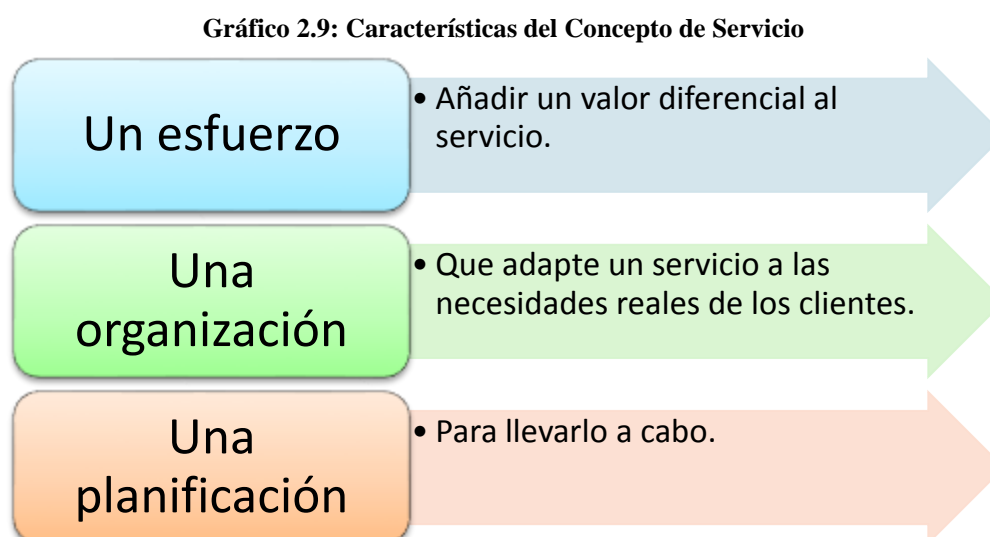 Gráfico 2.9: Características del Concepto de Servicio
Un esfuerzo
• Añadir un valor diferencial al
servicio.
Una
organización
• Que adapte un servicio a las
necesidades reales de los clientes.
Una
planificación
• Para llevarlo a cabo.